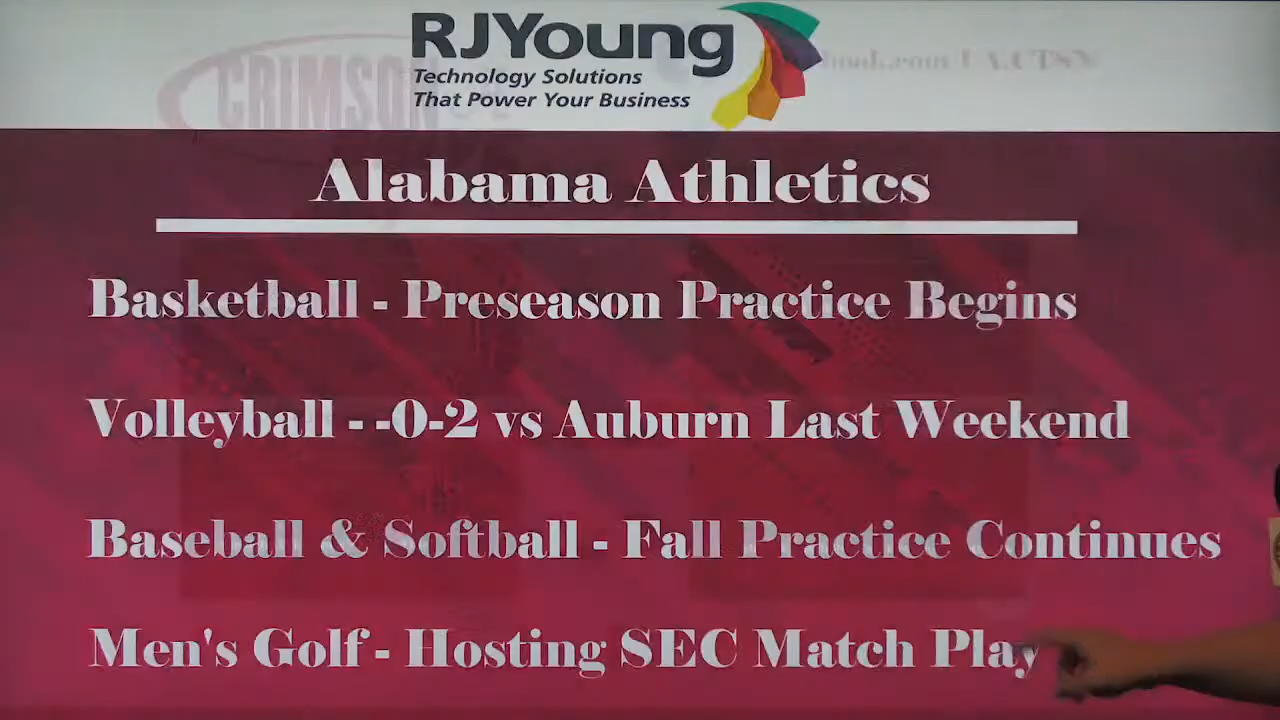 RJYoung
Technology Solutions
That Power Your Business
CRIMSON
Alabama Athletics
Basketball - Preseason Practice Begins
Volleyball - -0-2 vs Auburn Last Weekend
Baseball & Softball - Fall Practice Continues
Men's Golf - Hosting SEC Match Play